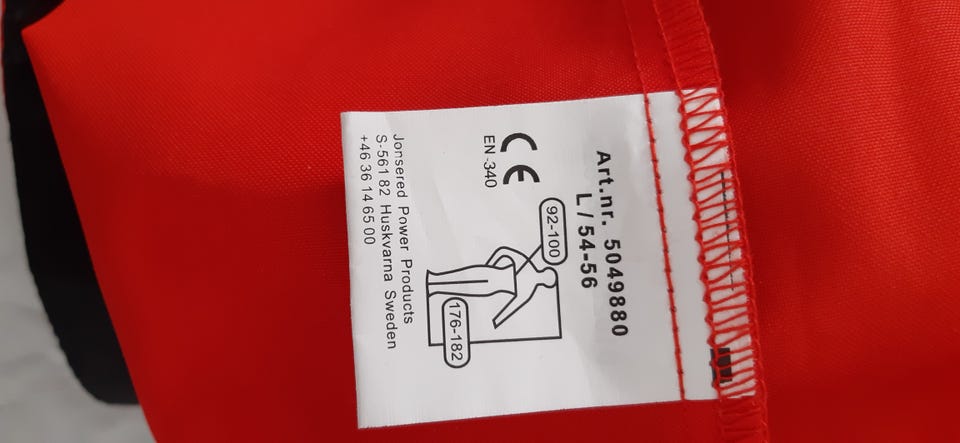 Art.nr. 5049880
L/54-56
CE
EN-340
92-100
176-182
Jonsered Power Products
S-561 82 Huskvarna Sweden
+46 36 14 65 00